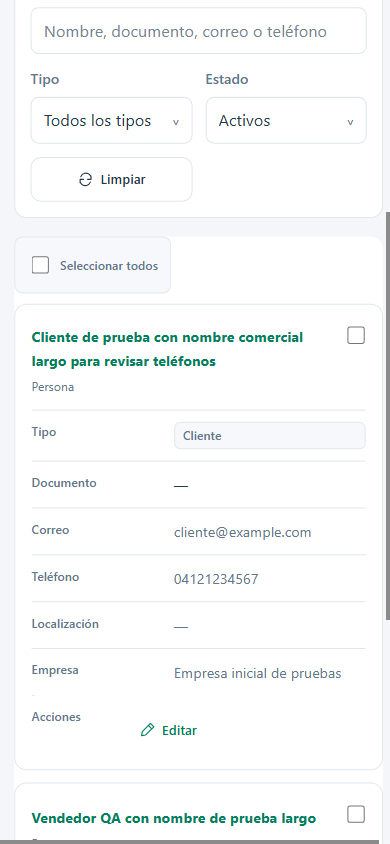 Nombre, documento, correo o teléfono
Tipo Estado
Todos los tipos Activos
Limpiar
Seleccionar todos
Cliente de prueba con nombre comercial
largo para revisar teléfonos
Persona
Tipo Cliente
Documento —
Correo cliente@example.com
Teléfono 04121234567
Localización —
Empresa Empresa inicial de pruebas
Acciones Editar
Vendedor QA con nombre de prueba largo